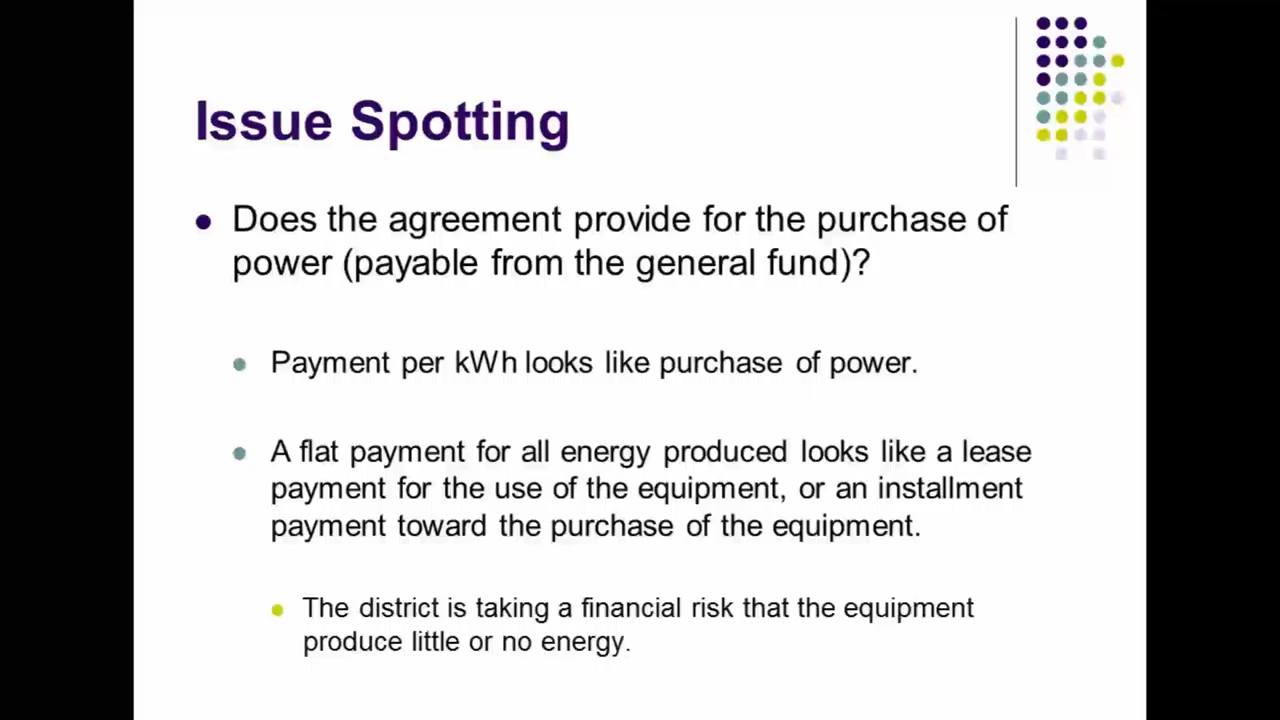 Issue Spotting
Does the agreement provide for the purchase of
power (payable from the general fund)?
Payment per kWh looks like purchase of power.
A flat payment for all energy produced looks like a lease
payment for the use of the equipment, or an installment
payment toward the purchase of the equipment.
The district is taking a financial risk that the equipment
produce little or no energy.